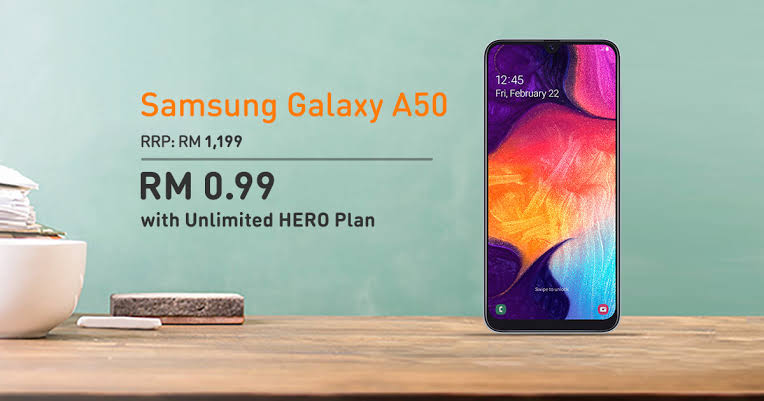 Samsung Galaxy A50
RRP: RM 1,199
RM 0.99
with Unlimited HERO Plan
12:45
Fri, February 22
Swipe to unlock